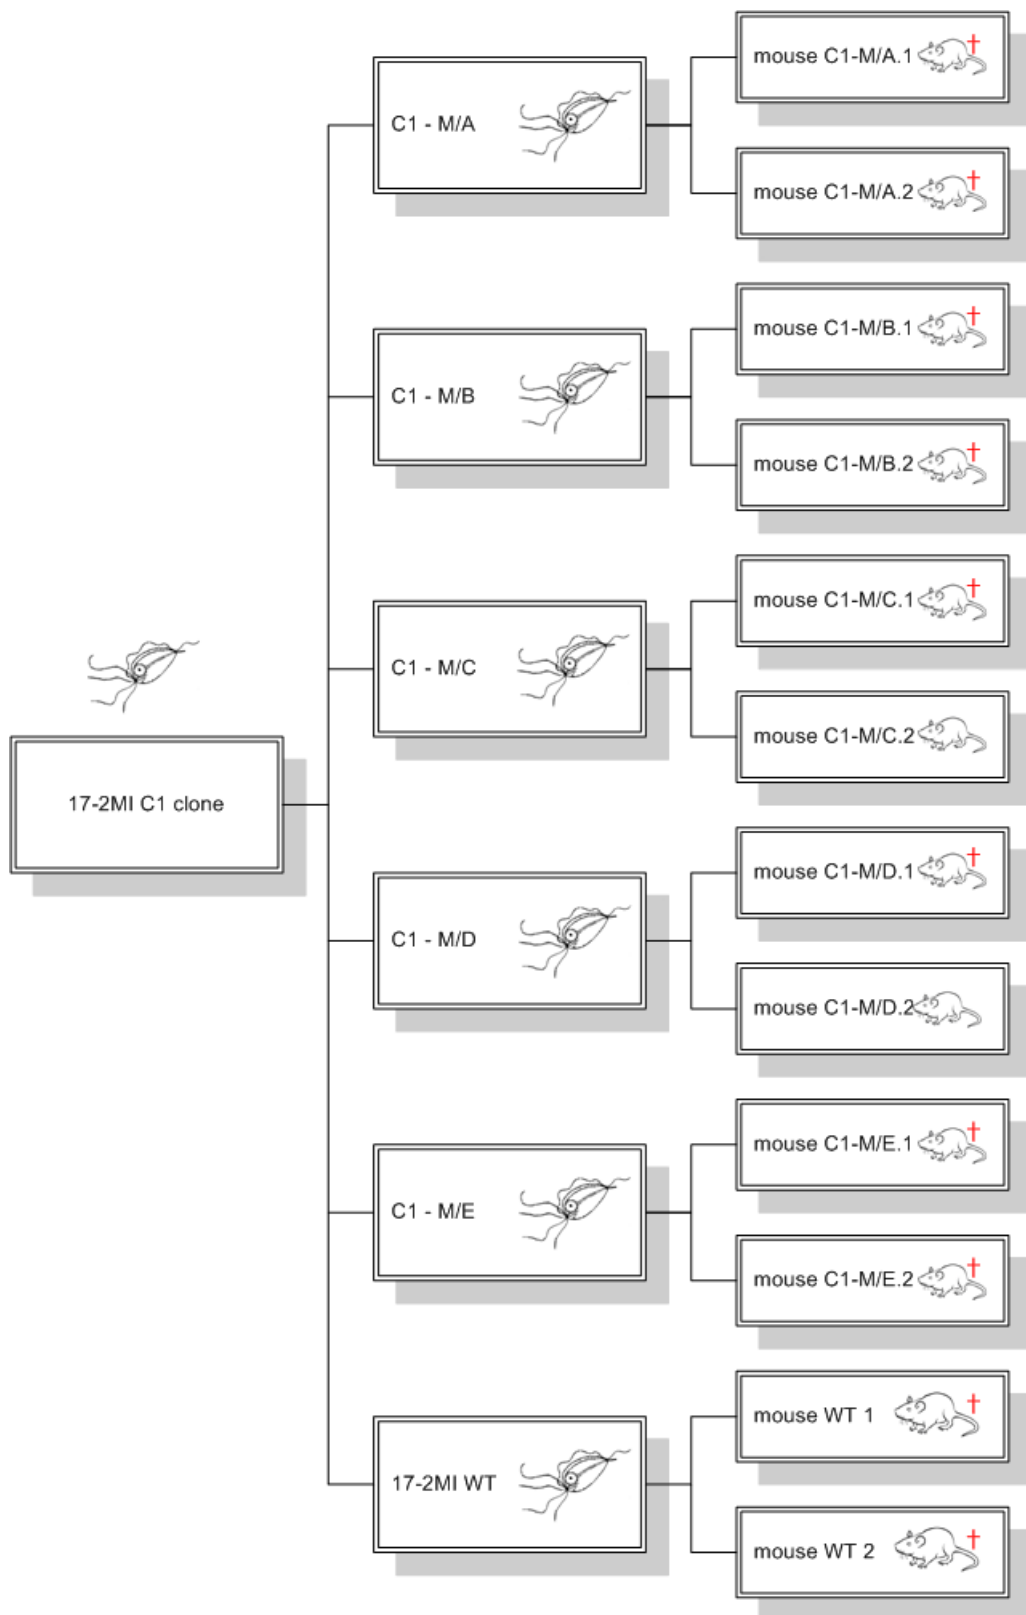 mouse C1-M/A.1
C1 - M/A
mouse C1-M/A.2
mouse C1-M/B.1
C1 - M/B
mouse C1-M/B.2
mouse C1-M/C.1
C1 - M/C
mouse C1-M/C.2
17-2MI C1 clone
mouse C1-M/D.1
C1 - M/D
mouse C1-M/D.2
mouse C1-M/E.1
C1 - M/E
mouse C1-M/E.2
mouse WT 1
17-2MI WT
mouse WT 2